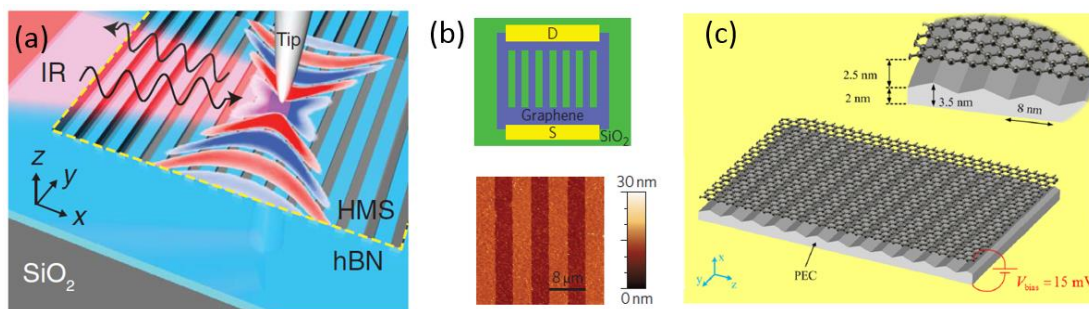 (a)
IR
Tip
z
y
x
HMS
hBN
SiO2
(b)
D
Graphene
S
SiO2
30 nm
8 μm
0 nm
(c)
2.5 nm
2 nm
3.5 nm
8 nm
PEC
x
y
z
Vbias = 15 mV